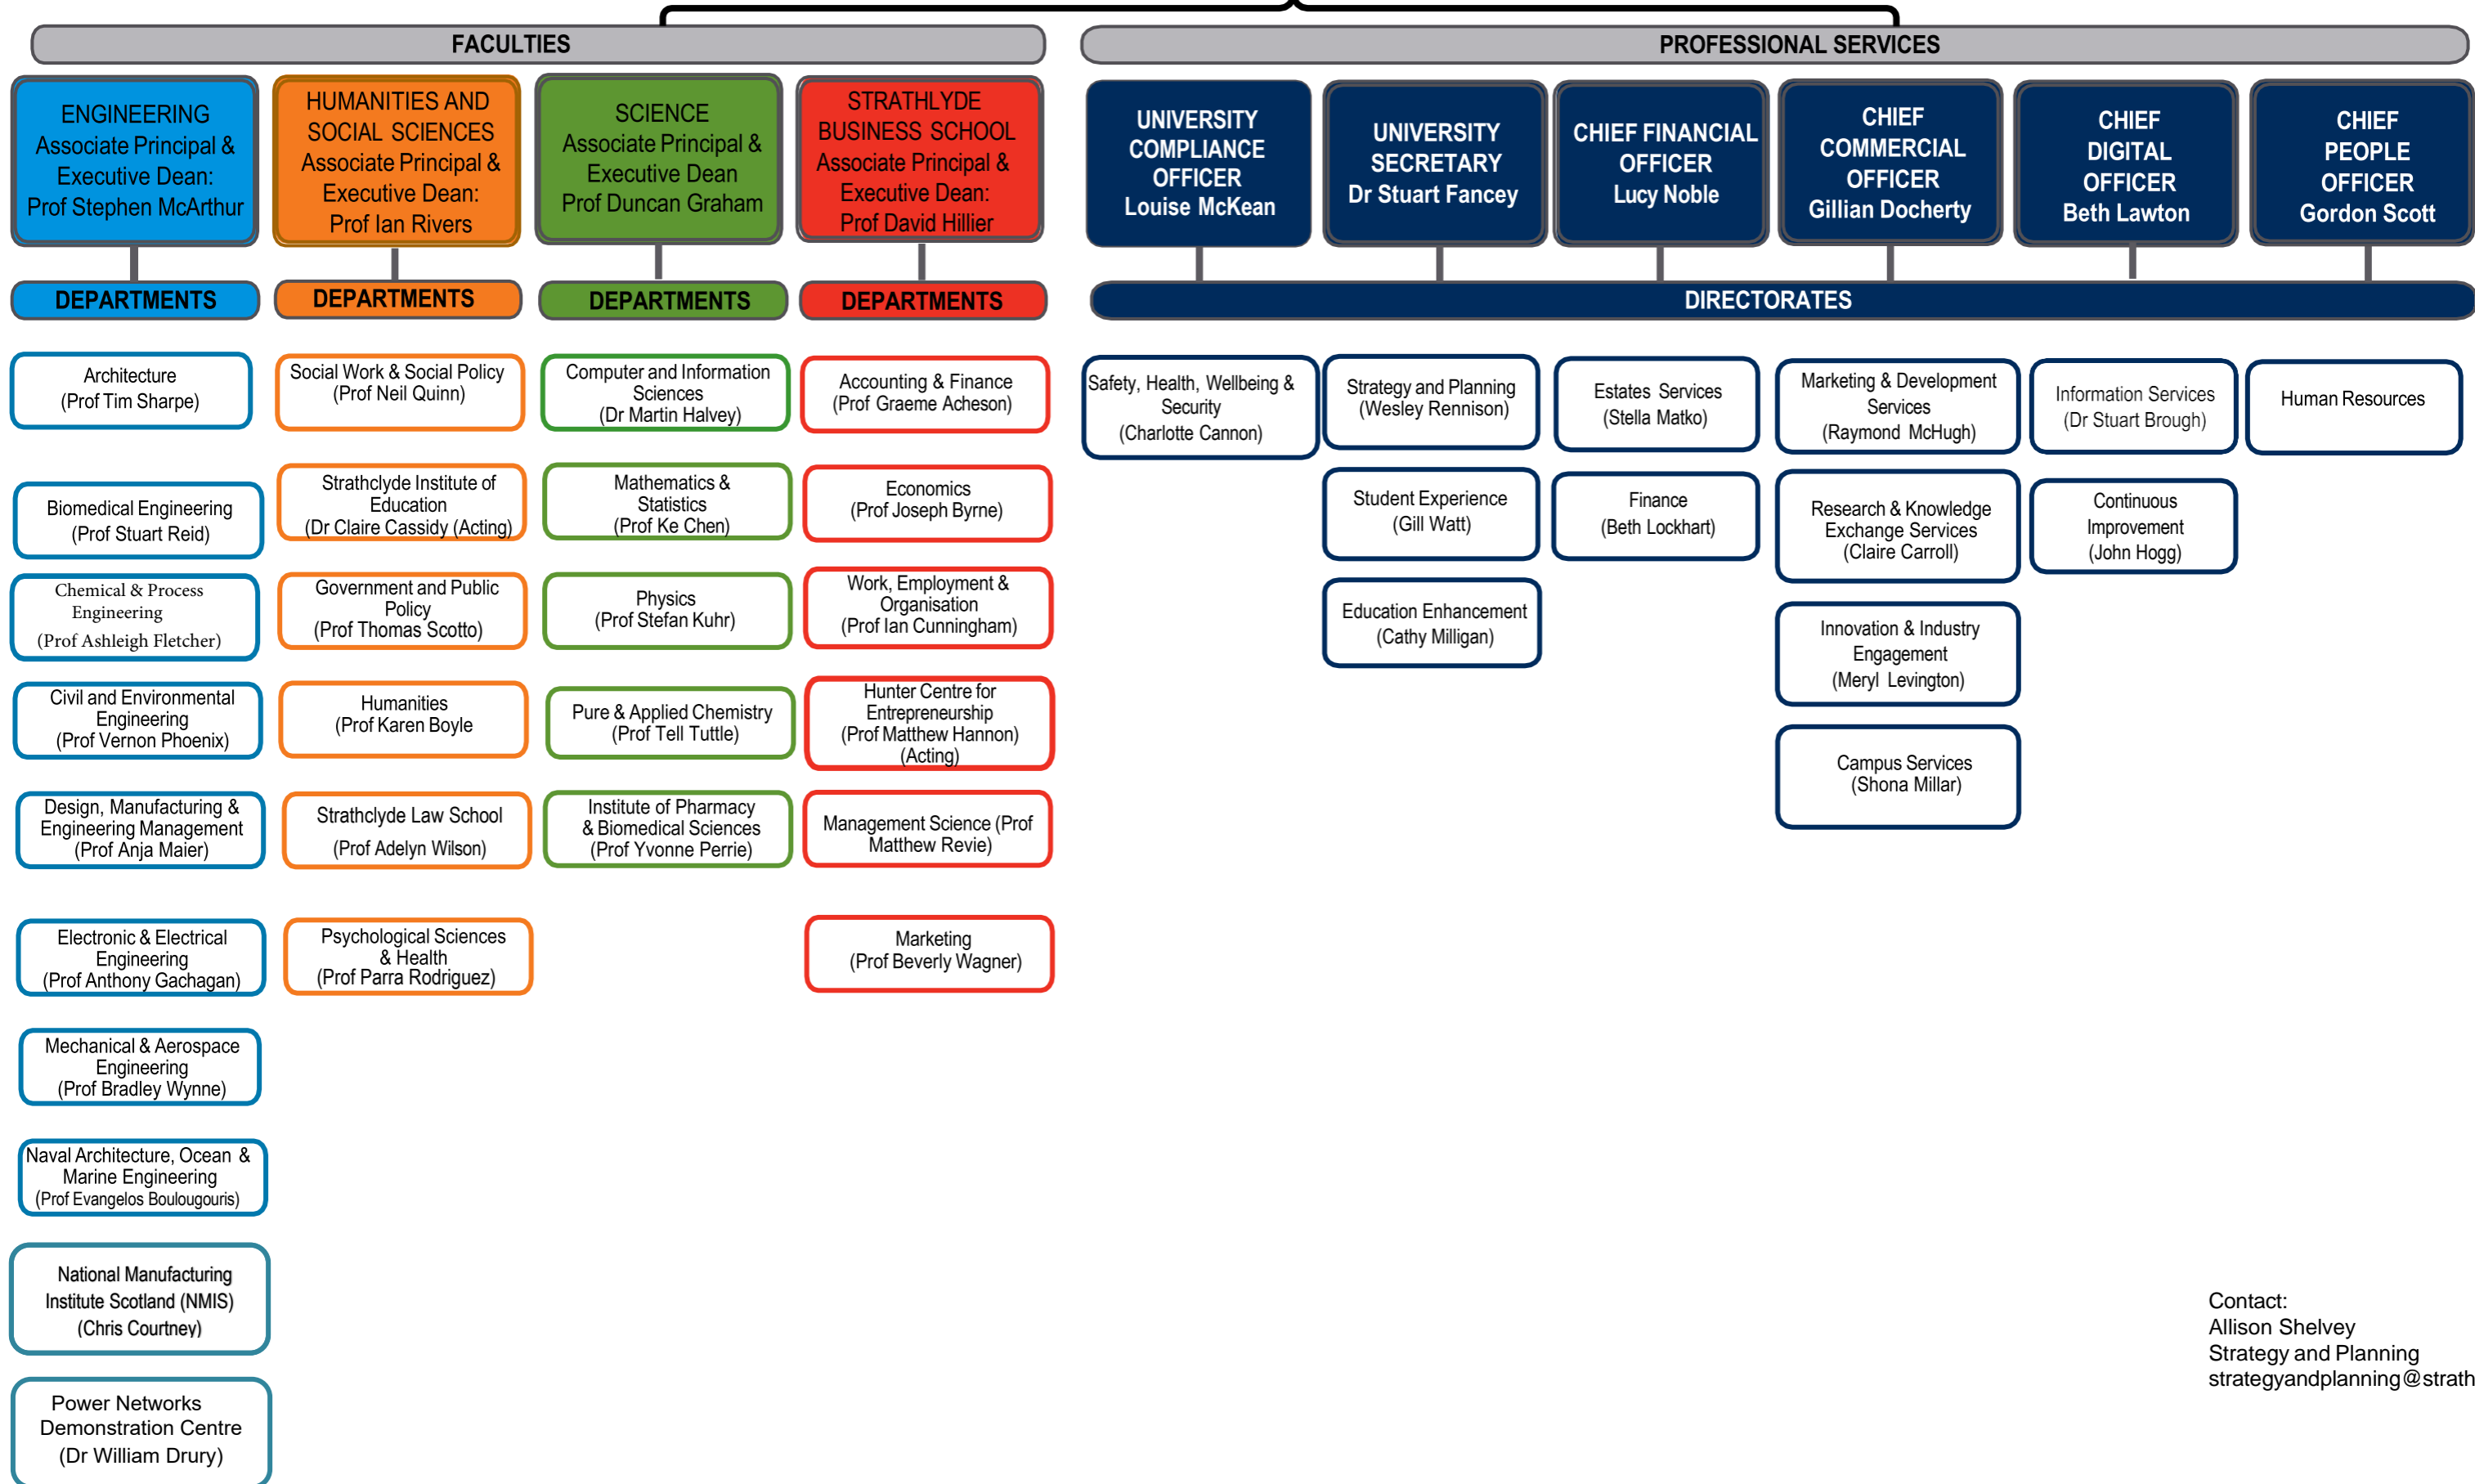 FACULTIES
PROFESSIONAL SERVICES
ENGINEERING
Associate Principal &
Executive Dean:
Prof Stephen McArthur
HUMANITIES AND
SOCIAL SCIENCES
Associate Principal &
Executive Dean:
Prof Ian Rivers
SCIENCE
Associate Principal &
Executive Dean
Prof Duncan Graham
STRATHLYDE
BUSINESS SCHOOL
Associate Principal &
Executive Dean:
Prof David Hillier
UNIVERSITY
COMPLIANCE
OFFICER
Louise McKean
UNIVERSITY
SECRETARY
Dr Stuart Fancey
CHIEF FINANCIAL
OFFICER
Lucy Noble
CHIEF
COMMERCIAL
OFFICER
Gillian Docherty
CHIEF
DIGITAL
OFFICER
Beth Lawton
CHIEF
PEOPLE
OFFICER
Gordon Scott
DEPARTMENTS
DEPARTMENTS
DEPARTMENTS
DEPARTMENTS
DIRECTORATES
Architecture
(Prof Tim Sharpe)
Biomedical Engineering
(Prof Stuart Reid)
Chemical & Process
Engineering
(Prof Ashleigh Fletcher)
Civil and Environmental
Engineering
(Prof Vernon Phoenix)
Design, Manufacturing &
Engineering Management
(Prof Anja Maier)
Electronic & Electrical
Engineering
(Prof Anthony Gachagan)
Mechanical & Aerospace
Engineering
(Prof Bradley Wynne)
Naval Architecture, Ocean &
Marine Engineering
(Prof Evangelos Boulougouris)
National Manufacturing
Institute Scotland (NMIS)
(Chris Courtney)
Power Networks
Demonstration Centre
(Dr William Drury)
Social Work & Social Policy
(Prof Neil Quinn)
Strathclyde Institute of
Education
(Dr Claire Cassidy (Acting)
Government and Public
Policy
(Prof Thomas Scotto)
Humanities
(Prof Karen Boyle
Strathclyde Law School
(Prof Adelyn Wilson)
Psychological Sciences
& Health
(Prof Parra Rodriguez)
Computer and Information
Sciences
(Dr Martin Halvey)
Mathematics &
Statistics
(Prof Ke Chen)
Physics
(Prof Stefan Kuhr)
Pure & Applied Chemistry
(Prof Tell Tuttle)
Institute of Pharmacy
& Biomedical Sciences
(Prof Yvonne Perrie)
Accounting & Finance
(Prof Graeme Acheson)
Economics
(Prof Joseph Byrne)
Work, Employment &
Organisation
(Prof Ian Cunningham)
Hunter Centre for
Entrepreneurship
(Prof Matthew Hannon)
(Acting)
Management Science (Prof
Matthew Revie)
Marketing
(Prof Beverly Wagner)
Safety, Health, Wellbeing &
Security
(Charlotte Cannon)
Strategy and Planning
(Wesley Rennison)
Student Experience
(Gill Watt)
Education Enhancement
(Cathy Milligan)
Estates Services
(Stella Matko)
Finance
(Beth Lockhart)
Marketing & Development
Services
(Raymond McHugh)
Research & Knowledge
Exchange Services
(Claire Carroll)
Innovation & Industry
Engagement
(Meryl Levington)
Campus Services
(Shona Millar)
Information Services
(Dr Stuart Brough)
Continuous
Improvement
(John Hogg)
Human Resources
Contact:
Allison Shelvey
Strategy and Planning
strategyandplanning@strath